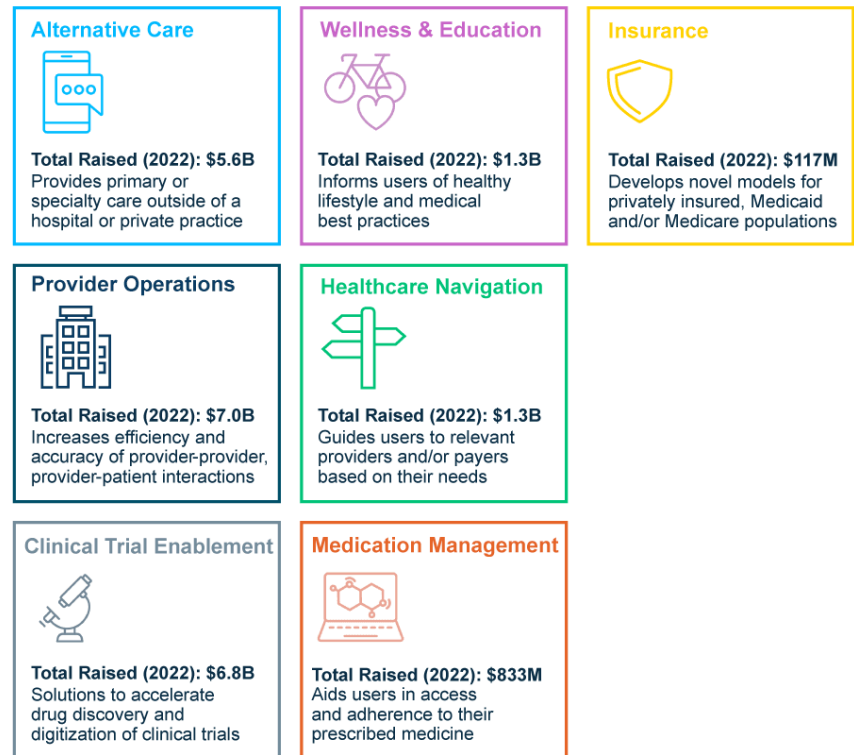 Alternative Care
Total Raised (2022): $5.6B
Provides primary or
specialty care outside of a
hospital or private practice
Wellness & Education
Total Raised (2022): $1.3B
Informs users of healthy
lifestyle and medical
best practices
Insurance
Total Raised (2022): $117M
Develops novel models for
privately insured, Medicaid
and/or Medicare populations
Provider Operations
Total Raised (2022): $7.0B
Increases efficiency and
accuracy of provider-provider,
provider-patient interactions
Healthcare Navigation
Total Raised (2022): $1.3B
Guides users to relevant
providers and/or payers
based on their needs
Clinical Trial Enablement
Total Raised (2022): $6.8B
Solutions to accelerate
drug discovery and
digitization of clinical trials
Medication Management
Total Raised (2022): $833M
Aids users in access
and adherence to their
prescribed medicine